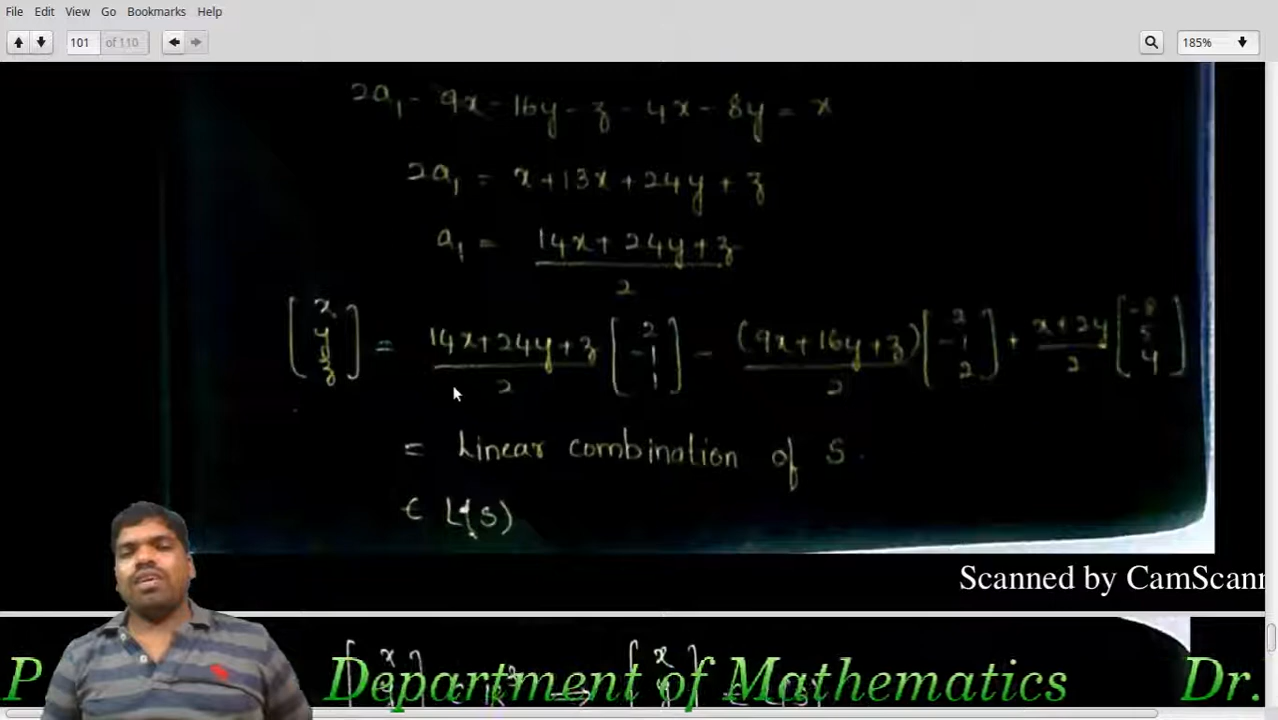 File Edit View Go Bookmarks Help
101 of 110 185%
2a₁ - 9x - 16y - z - 4x - 8y = x
2a₁ = x + 13x + 24y + z
a₁ = (14x + 24y + z)/2
[x y z] = (14x + 24y + z)/2 [2 -1 1] - (9x + 16y + z)/2 [2 -1 2] + (x + 2y)/2 [-8 5 4]
= Linear combination of S.
∈ L(S)
Scanned by CamScann
P Department of Mathematics Dr.